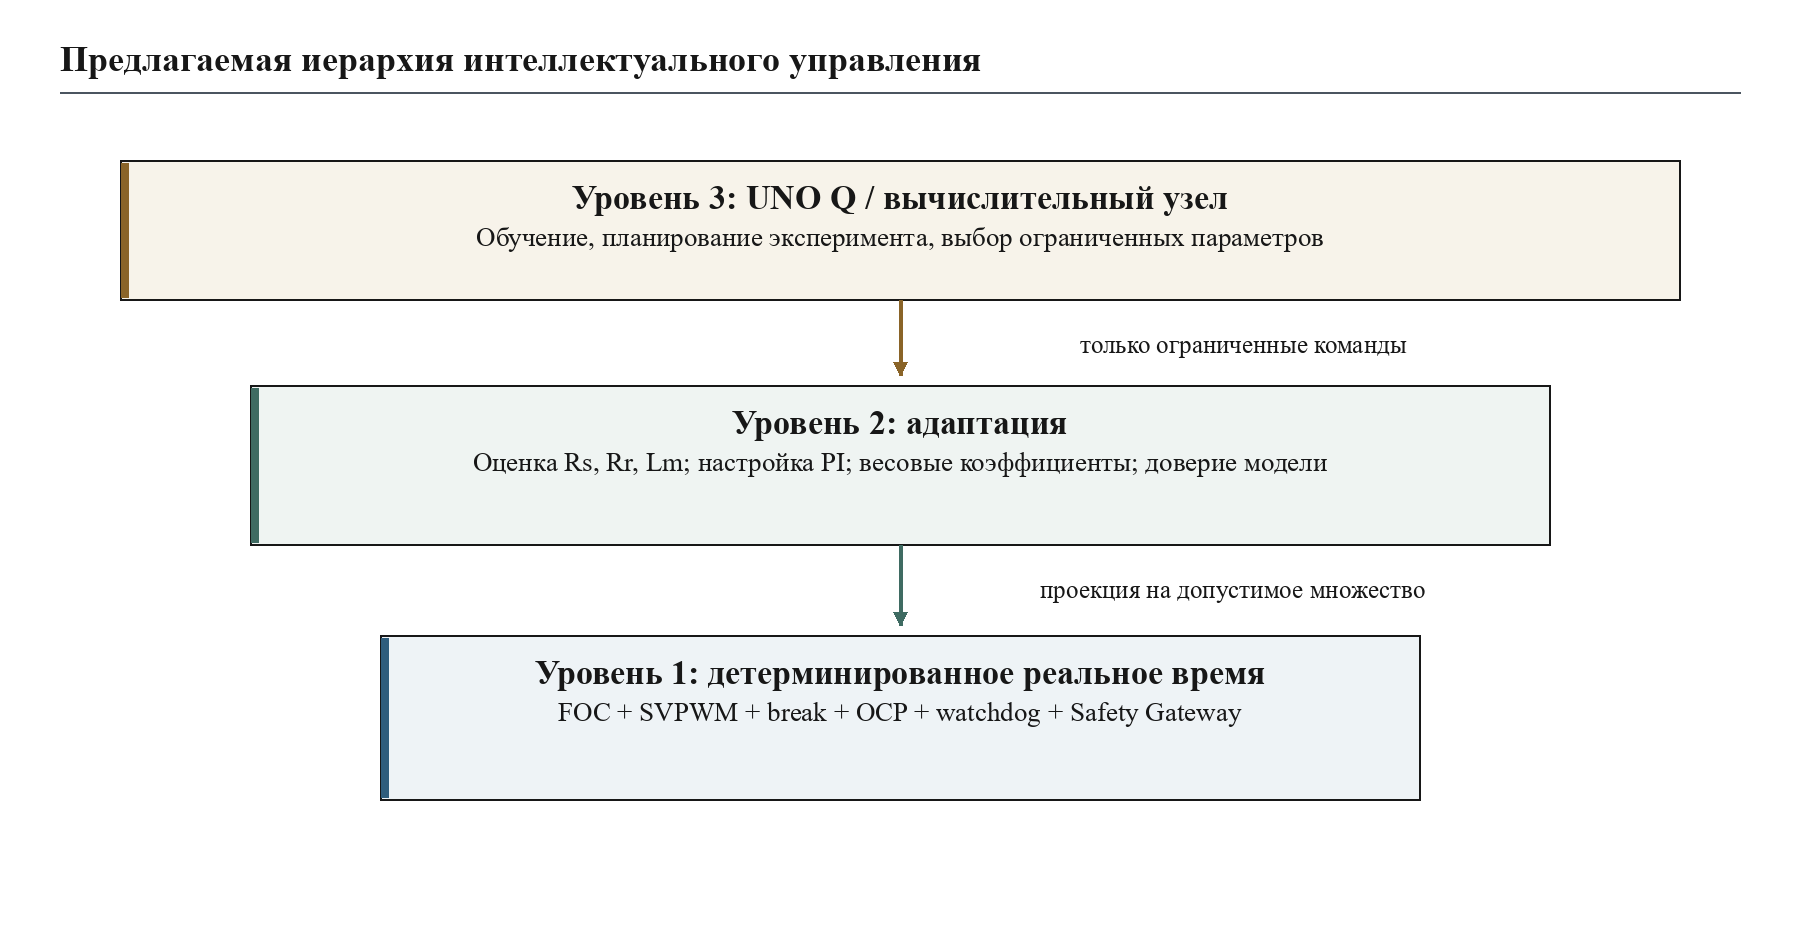 Предлагаемая иерархия интеллектуального управления
Уровень 3: UNO Q / вычислительный узел
Обучение, планирование эксперимента, выбор ограниченных параметров
только ограниченные команды
Уровень 2: адаптация
Оценка Rs, Rr, Lm; настройка PI; весовые коэффициенты; доверие модели
проекция на допустимое множество
Уровень 1: детерминированное реальное время
FOC + SVPWM + break + OCP + watchdog + Safety Gateway